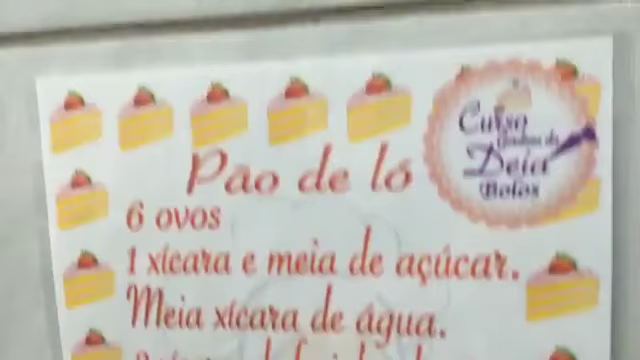 Curso
Deia
Bolos
Pão de ló
6 ovos
1 xícara e meia de açúcar.
Meia xícara de água.